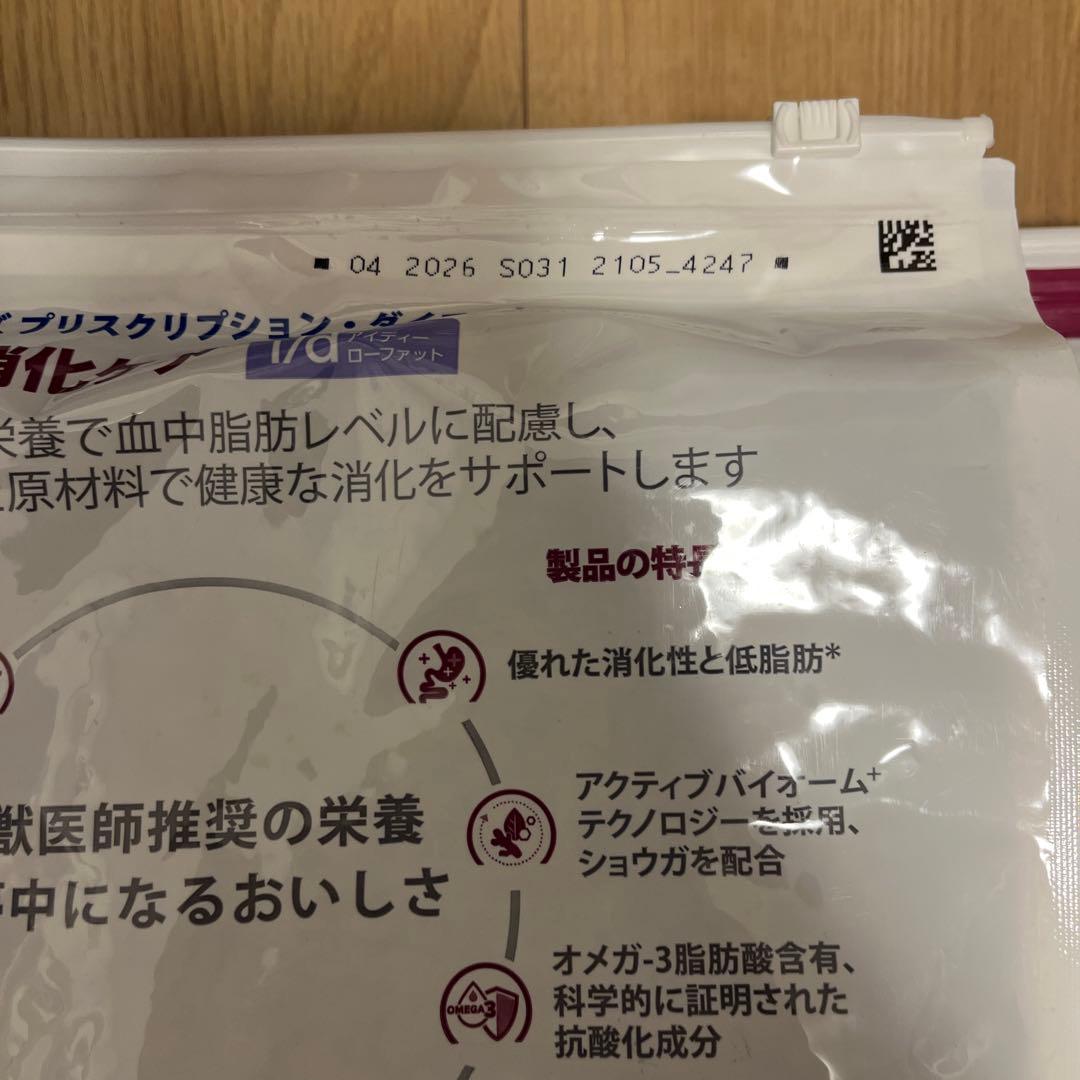 04 2026 S031 2105_4247
プリスクリプション・ダイ
消化ケア
i/d
アイディー
ローファット
栄養で血中脂肪レベルに配慮し、
原材料で健康な消化をサポートします
製品の特長
優れた消化性と低脂肪*
アクティブバイオーム+
テクノロジーを採用、
ショウガを配合
獣医師推奨の栄養
中になるおいしさ
オメガ-3脂肪酸含有、
科学的に証明された
抗酸化成分
OMEGA3